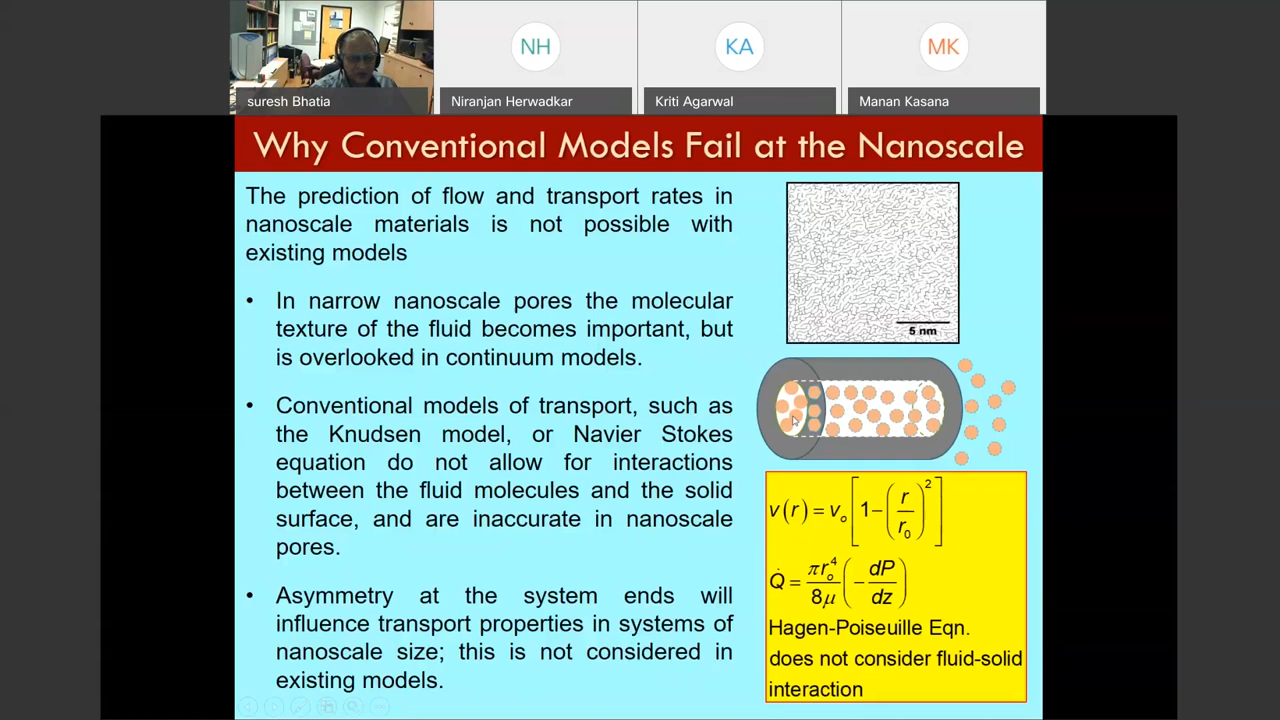 NH
KA
MK
suresh Bhatia
Niranjan Herwadkar
Kriti Agarwal
Manan Kasana
Why Conventional Models Fail at the Nanoscale
The prediction of flow and transport rates in
nanoscale materials is not possible with
existing models
• In narrow nanoscale pores the molecular
texture of the fluid becomes important, but
is overlooked in continuum models.
• Conventional models of transport, such as
the Knudsen model, or Navier Stokes
equation do not allow for interactions
between the fluid molecules and the solid
surface, and are inaccurate in nanoscale
pores.
• Asymmetry at the system ends will
influence transport properties in systems of
nanoscale size; this is not considered in
existing models.
5 nm
v(r) = v_o [1 − (r/r_0)^2]
Q̇ = (πr_o^4/8μ)(−dP/dz)
Hagen-Poiseuille Eqn.
does not consider fluid-solid
interaction